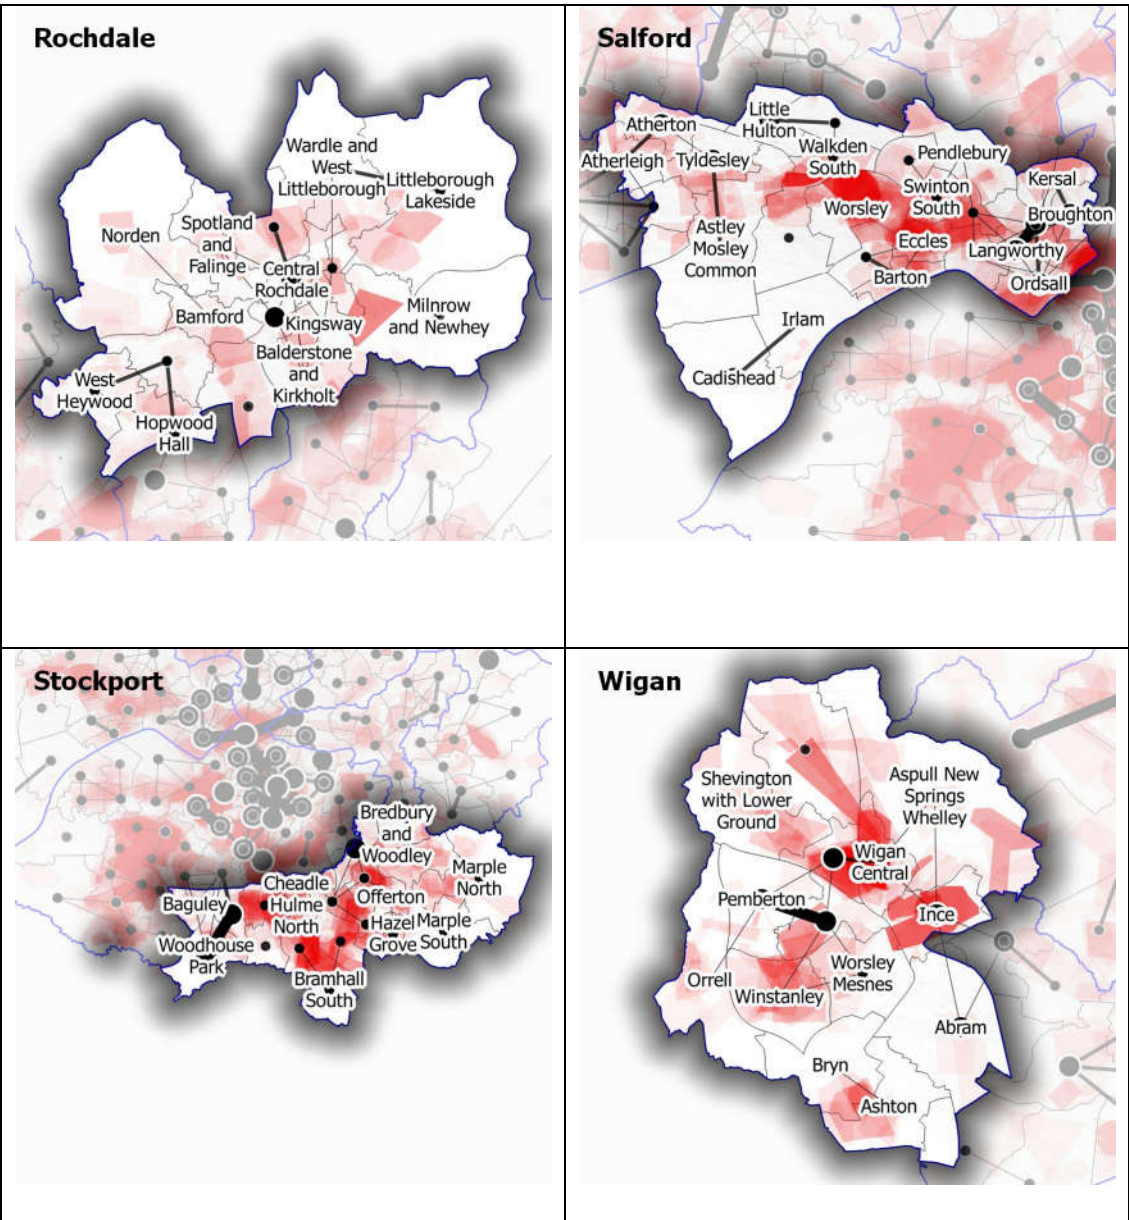 Rochdale
Wardle and
West
Littleborough
Littleborough
Lakeside
Norden
Spotland
and
Falinge
Central
Rochdale
Bamford
Kingsway
Milnrow
and Newhey
Balderstone
and
Kirkholt
West
Heywood
Hopwood
Hall
Salford
Atherton
Little
Hulton
Atherleigh
Tyldesley
Walkden
South
Pendlebury
Swinton
South
Kersal
Worsley
Broughton
Astley
Mosley
Common
Eccles
Langworthy
Barton
Ordsall
Irlam
Cadishead
Stockport
Bredbury
and
Woodley
Marple
North
Cheadle
Hulme
North
Baguley
Offerton
Hazel
Grove
Marple
South
Woodhouse
Park
Bramhall
South
Wigan
Shevington
with Lower
Ground
Aspull New
Springs
Whelley
Wigan
Central
Pemberton
Ince
Orrell
Winstanley
Worsley
Mesnes
Abram
Bryn
Ashton